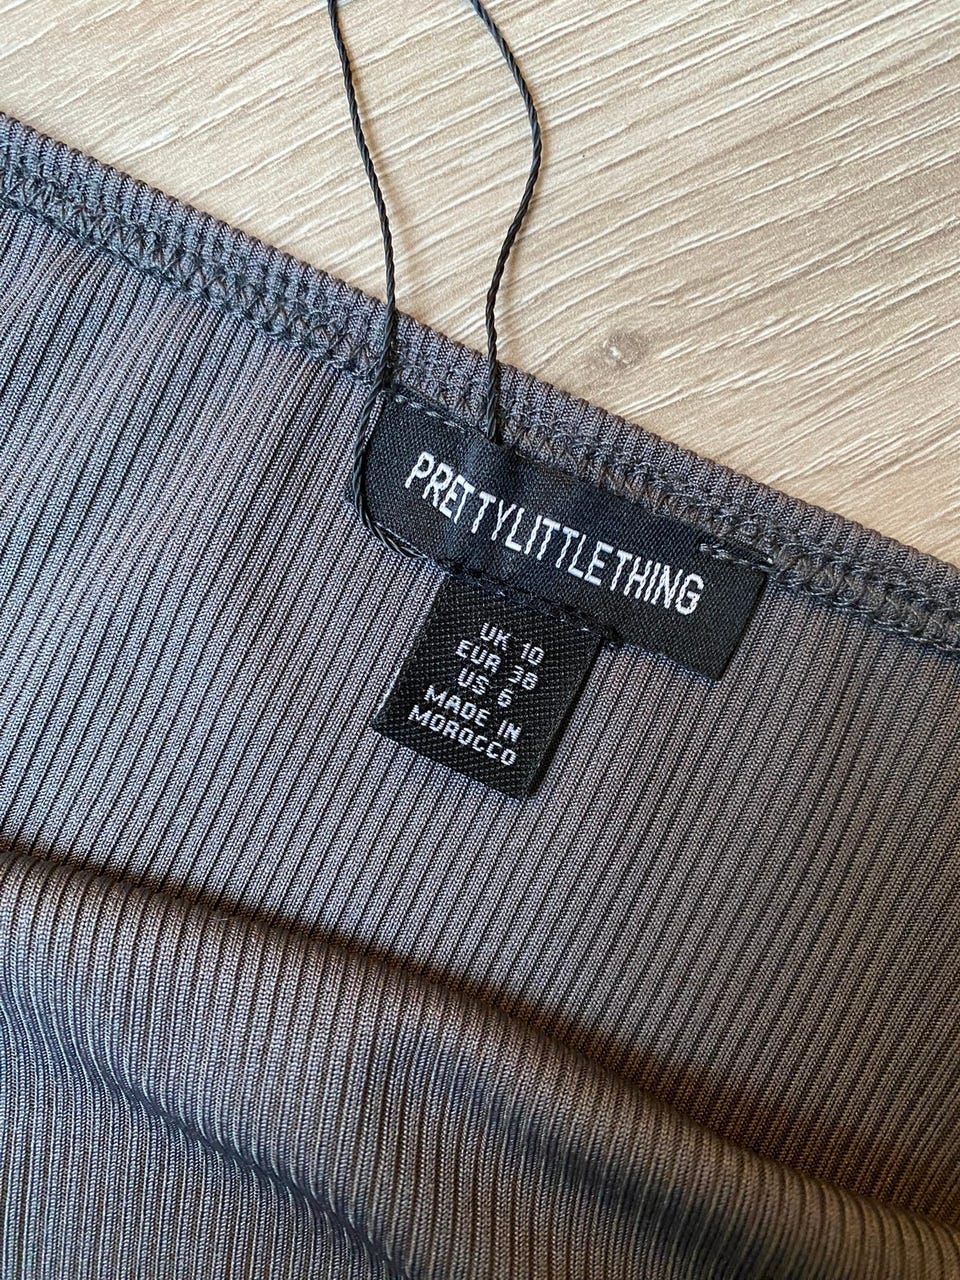 PRETTYLITTLETHING
UK 10
EUR 38
US 6
MADE IN
MOROCCO